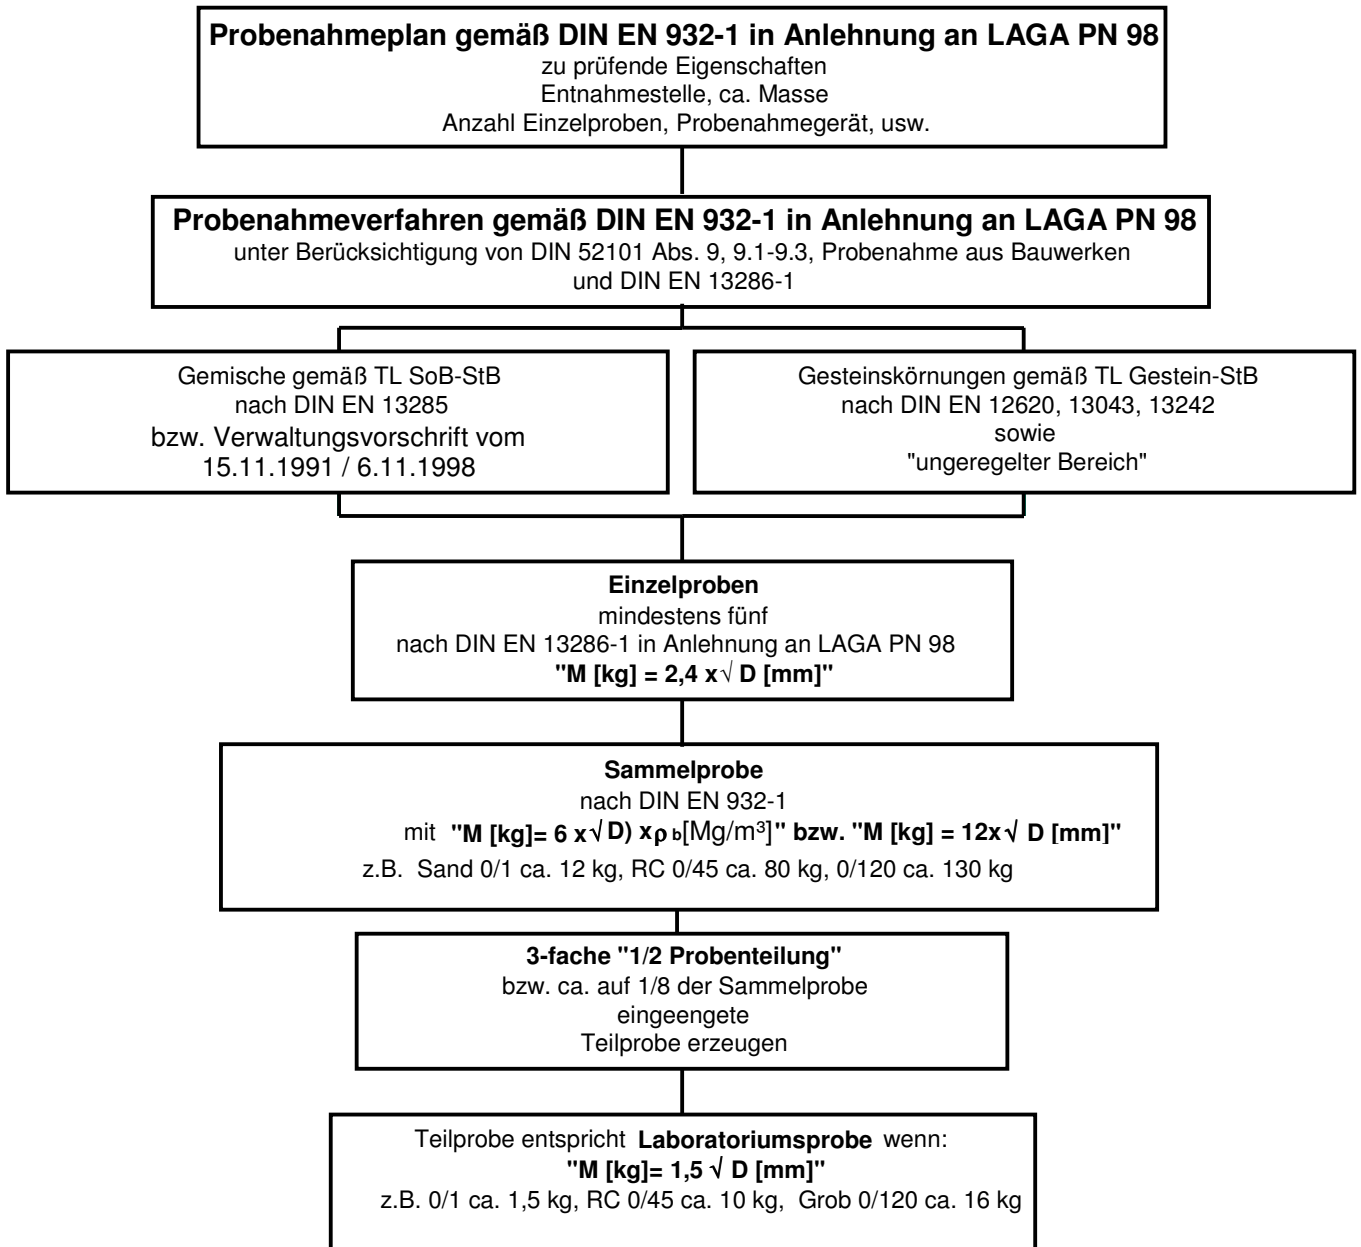 Probenahmeplan gemäß DIN EN 932-1 in Anlehnung an LAGA PN 98
zu prüfende Eigenschaften
Entnahmestelle, ca. Masse
Anzahl Einzelproben, Probenahmegerät, usw.
Probenahmeverfahren gemäß DIN EN 932-1 in Anlehnung an LAGA PN 98
unter Berücksichtigung von DIN 52101 Abs. 9, 9.1-9.3, Probenahme aus Bauwerken
und DIN EN 13286-1
Gemische gemäß TL SoB-StB
nach DIN EN 13285
bzw. Verwaltungsvorschrift vom
15.11.1991 / 6.11.1998
Gesteinskörnungen gemäß TL Gestein-StB
nach DIN EN 12620, 13043, 13242
sowie
"ungeregelter Bereich"
Einzelproben
mindestens fünf
nach DIN EN 13286-1 in Anlehnung an LAGA PN 98
"M [kg] = 2,4 x√ D [mm]"
Sammelprobe
nach DIN EN 932-1
mit "M [kg]= 6 x√ D) xρ b[Mg/m³]" bzw. "M [kg] = 12x√ D [mm]"
z.B. Sand 0/1 ca. 12 kg, RC 0/45 ca. 80 kg, 0/120 ca. 130 kg
3-fache "1/2 Probenteilung"
bzw. ca. auf 1/8 der Sammelprobe
eingeengete
Teilprobe erzeugen
Teilprobe entspricht Laboratoriumsprobe wenn:
"M [kg]= 1,5 √ D [mm]"
z.B. 0/1 ca. 1,5 kg, RC 0/45 ca. 10 kg, Grob 0/120 ca. 16 kg